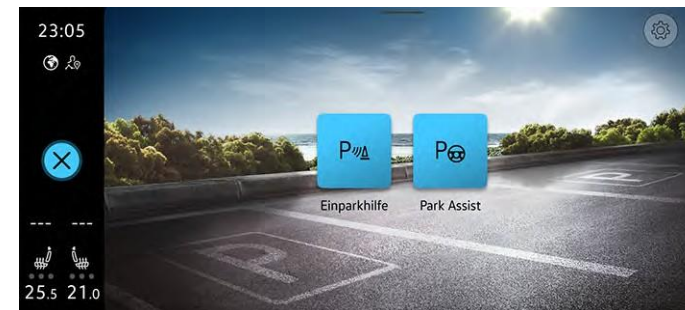 23:05
P
P
Einparkhilfe
Park Assist
--- ---
25.5 21.0
P
P